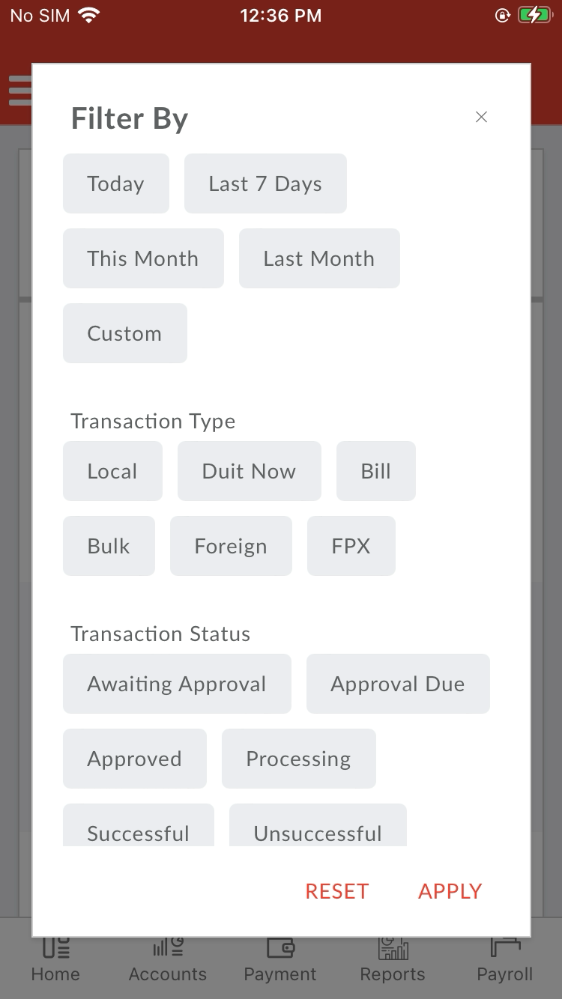 No SIM 12:36 PM
Filter By
Today Last 7 Days
This Month Last Month
Custom
Transaction Type
Local Duit Now Bill
Bulk Foreign FPX
Transaction Status
Awaiting Approval Approval Due
Approved Processing
Successful Unsuccessful
RESET APPLY
Home Accounts Payment Reports Payroll